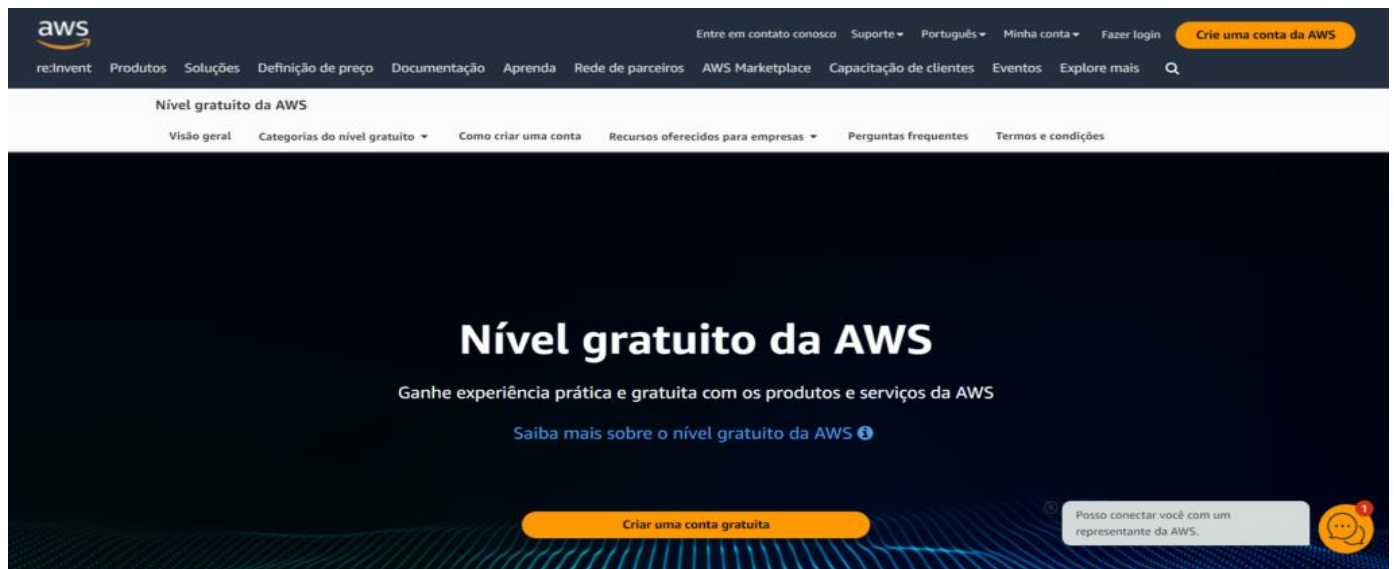 aws
Entre em contato conosco Suporte Português Minha conta Fazer login Crie uma conta da AWS
re:Invent Produtos Soluções Definição de preço Documentação Aprenda Rede de parceiros AWS Marketplace Capacitação de clientes Eventos Explore mais
Nível gratuito da AWS
Visão geral Categorias do nível gratuito Como criar uma conta Recursos oferecidos para empresas Perguntas frequentes Termos e condições
Nível gratuito da AWS
Ganhe experiência prática e gratuita com os produtos e serviços da AWS
Saiba mais sobre o nível gratuito da AWS
Criar uma conta gratuita
Posso conectar você com um
representante da AWS.
1